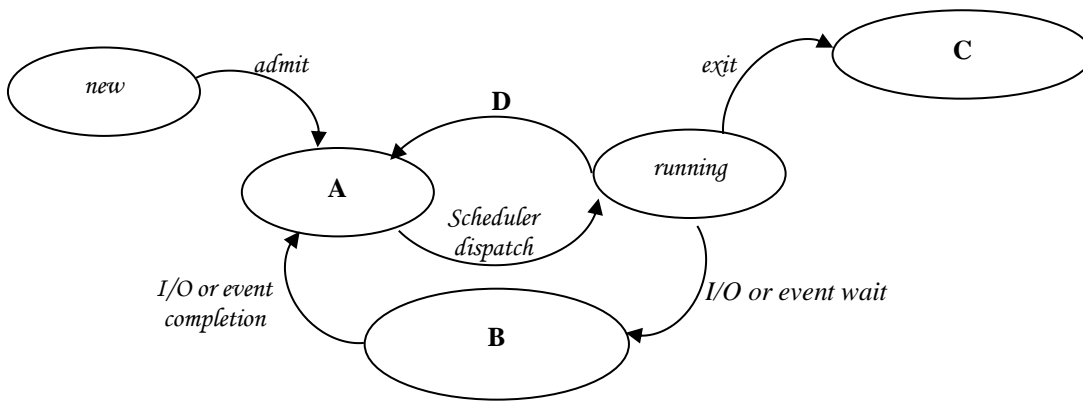 C
new
admit
exit
D
running
A
Scheduler
dispatch
I/O or event
completion
I/O or event wait
B